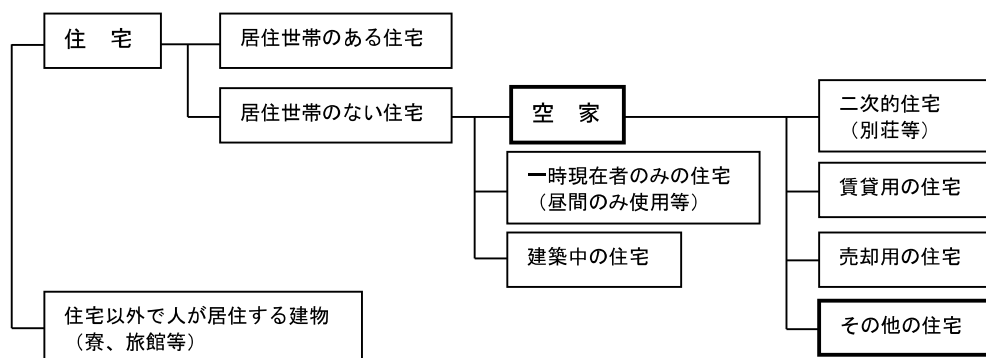 住　宅
居住世帯のある住宅
居住世帯のない住宅
空　家
一時現在者のみの住宅
（昼間のみ使用等）
建築中の住宅
二次的住宅
（別荘等）
賃貸用の住宅
売却用の住宅
その他の住宅
住宅以外で人が居住する建物
（寮、旅館等）